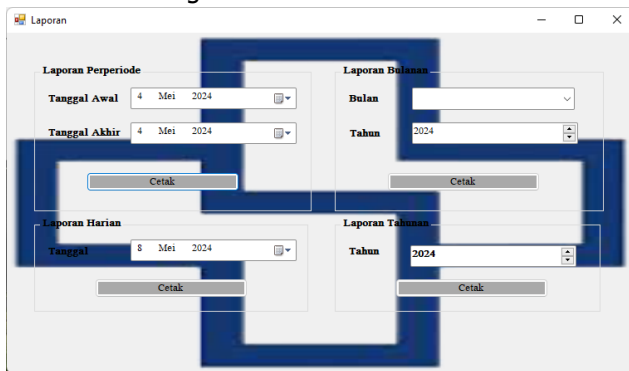 Laporan
Laporan Perperiode
Tanggal Awal 4 Mei 2024
Tanggal Akhir 4 Mei 2024
Cetak
Laporan Bulanan
Bulan
Tahun 2024
Cetak
Laporan Harian
Tanggal 8 Mei 2024
Cetak
Laporan Tahunan
Tahun 2024
Cetak